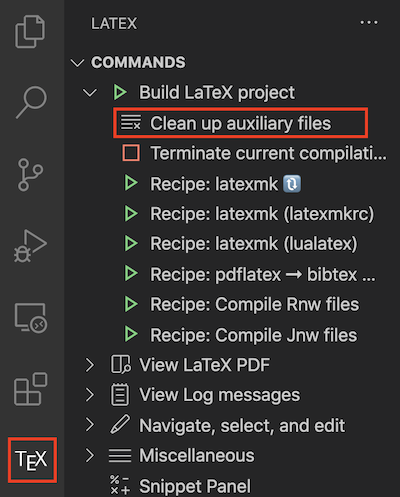 LATEX
COMMANDS
Build LaTeX project
Clean up auxiliary files
Terminate current compilati...
Recipe: latexmk 🔃
Recipe: latexmk (latexmkrc)
Recipe: latexmk (lualatex)
Recipe: pdflatex ➞ bibtex ...
Recipe: Compile Rnw files
Recipe: Compile Jnw files
View LaTeX PDF
View Log messages
Navigate, select, and edit
TEX
Miscellaneous
Snippet Panel